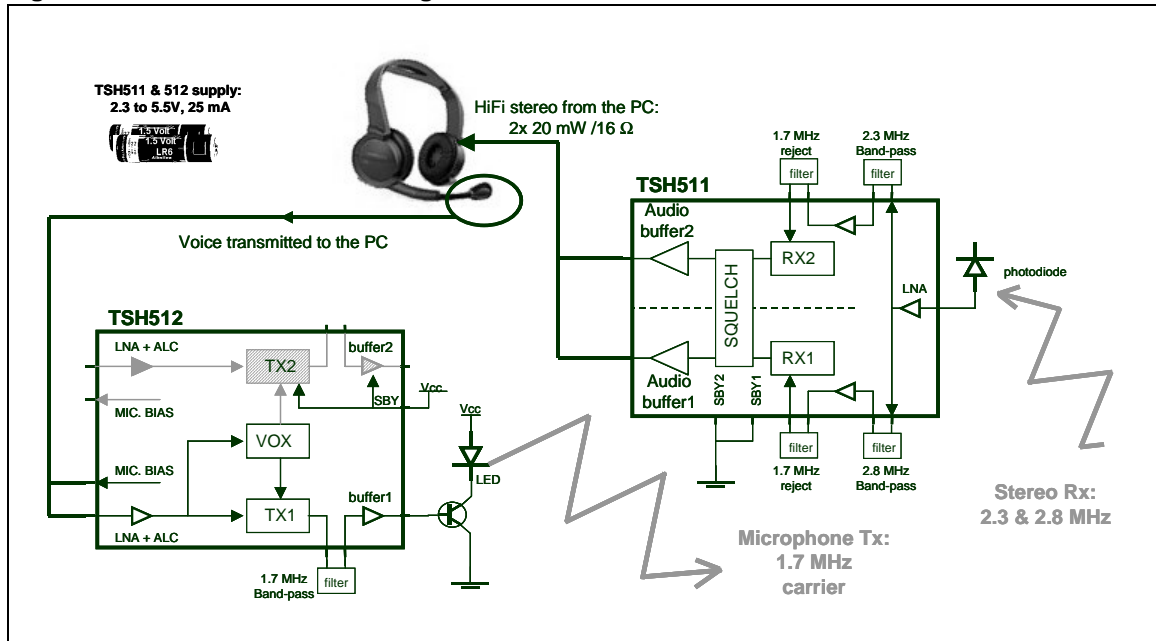 TSH511 & 512 supply:
2.3 to 5.5V, 25 mA
1.5 Volt
1.5 Volt
LR6
HiFi stereo from the PC:
2x 20 mW /16 Ω
Voice transmitted to the PC
1.7 MHz
reject
2.3 MHz
Band-pass
filter
filter
TSH511
Audio
buffer2
RX2
SQUELCH
LNA
photodiode
RX1
Audio
buffer1
SBY2
SBY1
filter
filter
1.7 MHz
reject
2.8 MHz
Band-pass
Stereo Rx:
2.3 & 2.8 MHz
TSH512
LNA + ALC
TX2
buffer2
MIC. BIAS
SBY
Vcc
VOX
Vcc
MIC. BIAS
LED
TX1
buffer1
LNA + ALC
1.7 MHz
Band-pass
filter
Microphone Tx:
1.7 MHz
carrier